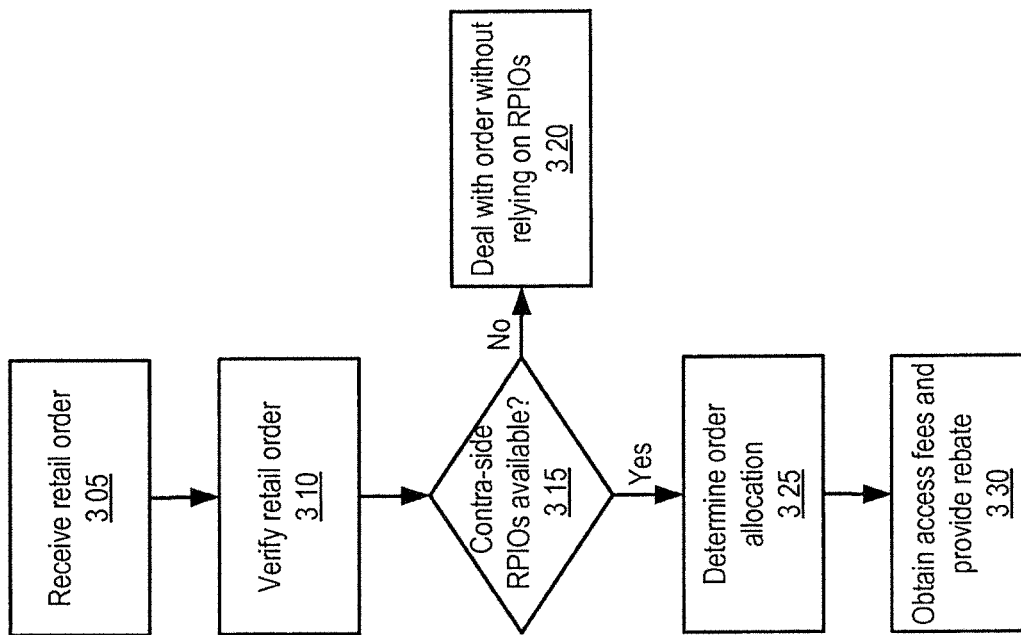 Receive retail order
3 05
Verify retail order
3 10
Contra-side
RPIOs available?
3 15
No
Deal with order without
relying on RPIOs
3 20
Yes
Determine order
allocation
3 25
Obtain access fees and
provide rebate
3 30